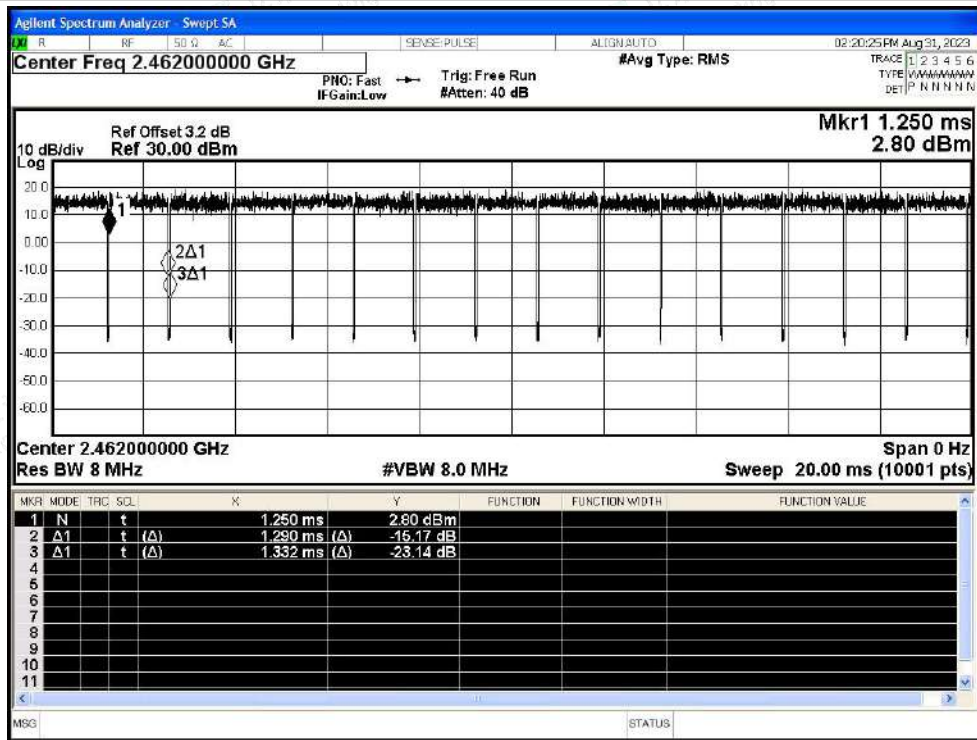 Agilent Spectrum Analyzer - Swept SA
LXI R RF 50 Ω AC SENSE:PULSE ALIGNAUTO 02:20:25 PM Aug 31, 2023
Center Freq 2.462000000 GHz #Avg Type: RMS TRACE 1 2 3 4 5 6
PNO: Fast Trig: Free Run TYPE
IFGain:Low #Atten: 40 dB DET P N N N N N
Mkr1 1.250 ms
Ref Offset 3.2 dB
10 dB/div Ref 30.00 dBm 2.80 dBm
Log
20.0
10.0
1
0.00
2Δ1
-10.0
3Δ1
-20.0
-30.0
-40.0
-50.0
-60.0
Center 2.462000000 GHz Span 0 Hz
Res BW 8 MHz #VBW 8.0 MHz Sweep 20.00 ms (10001 pts)
MKR MODE TRC SCL X Y FUNCTION FUNCTION WIDTH FUNCTION VALUE
1 N t 1.250 ms 2.80 dBm
2 Δ1 t (Δ) 1.290 ms (Δ) -15.17 dB
3 Δ1 t (Δ) 1.332 ms (Δ) -23.14 dB
4
5
6
7
8
9
10
11
MSG STATUS